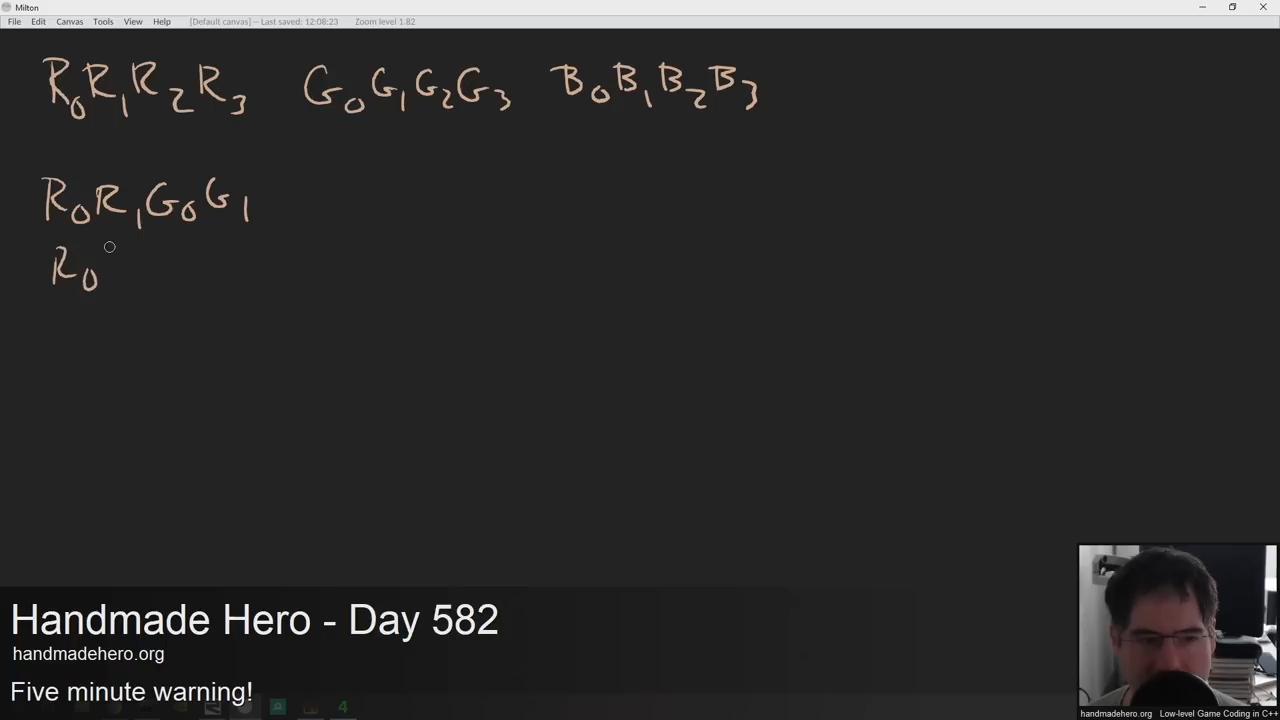 Milton
File Edit Canvas Tools View Help [Default canvas] -- Last saved: 12:08:23 Zoom level 1.82
R0R1R2R3 G0G1G2G3 B0B1B2B3
R0R1G0G1
R0
Handmade Hero - Day 582
handmadehero.org
Five minute warning!
4
handmadehero.org Low-level Game Coding in C++